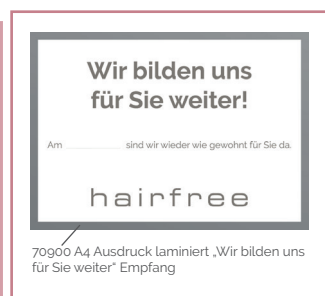 Wir bilden uns
für Sie weiter!
Am ______________ sind wir wieder wie gewohnt für Sie da.
hairfree
70900 A4 Ausdruck laminiert „Wir bilden uns
für Sie weiter“ Empfang